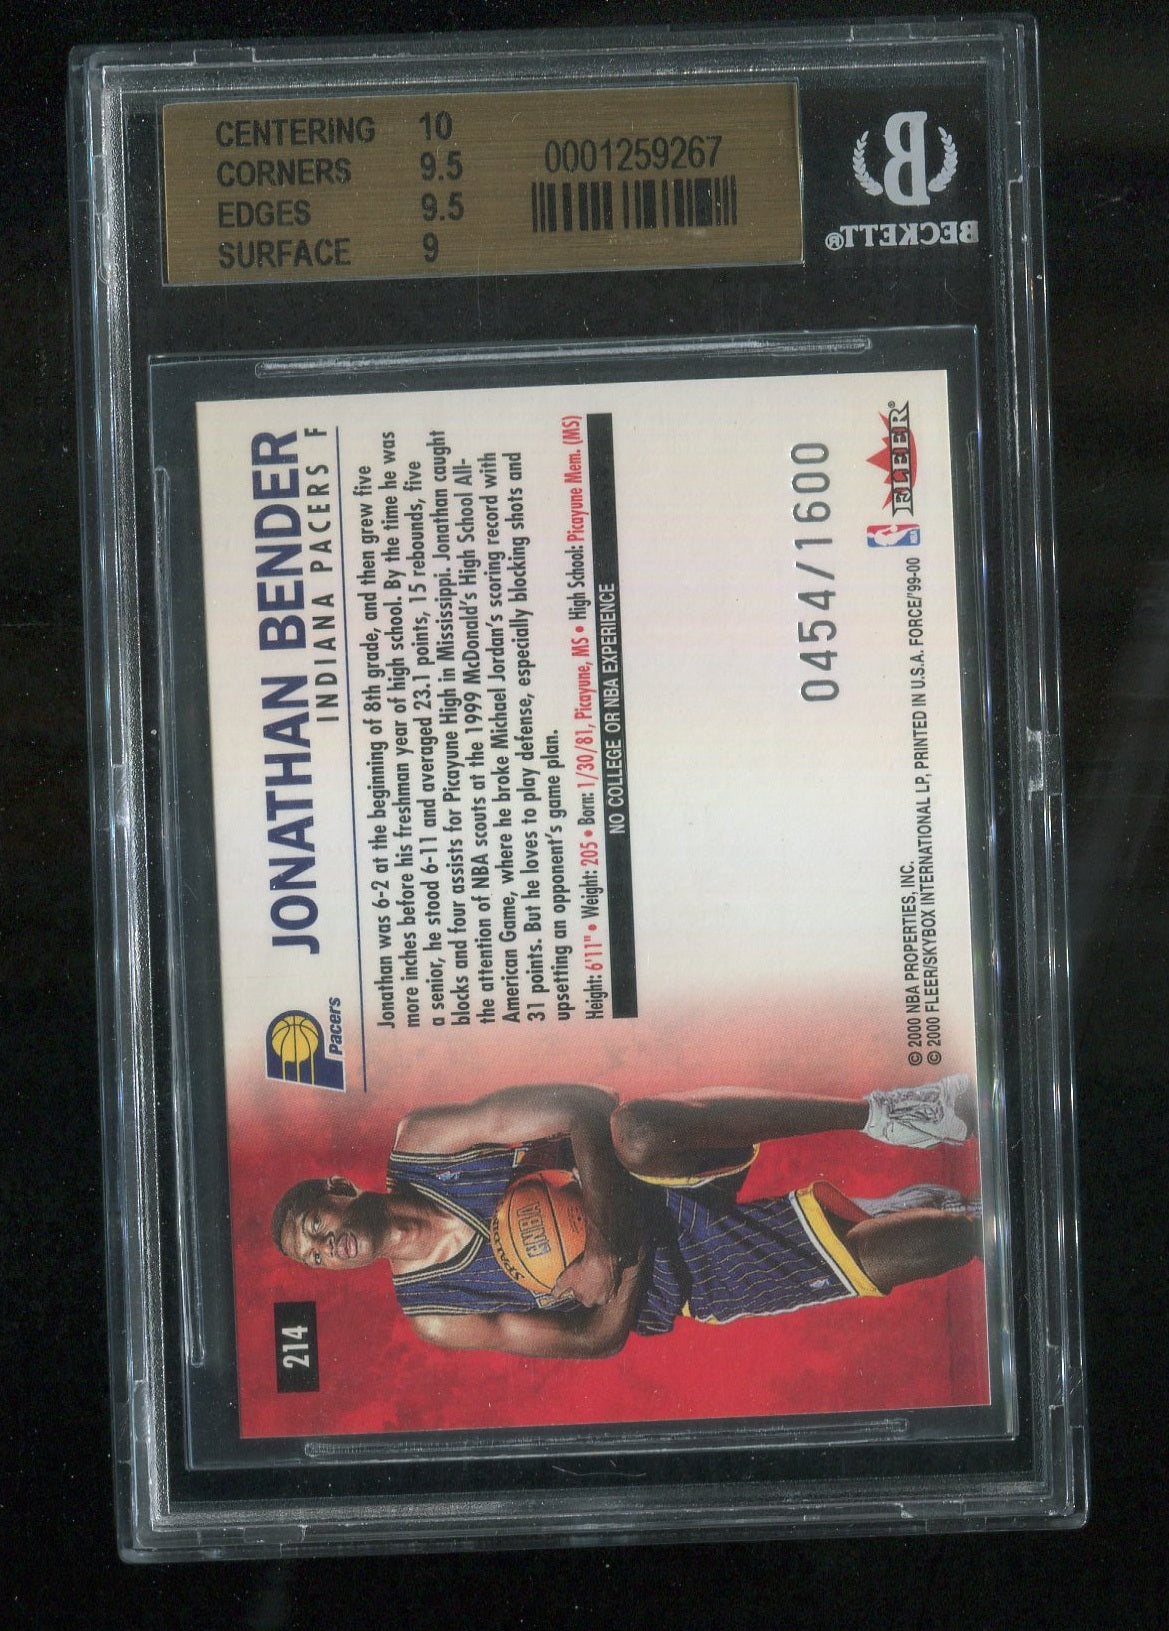 CENTERING 10
CORNERS 9.5
EDGES 9.5
SURFACE 9
0001259267
BECKETT®
JONATHAN BENDER
INDIANA PACERS F
Pacers
Jonathan was 6-2 at the beginning of 8th grade, and then grew five
more inches before his freshman year of high school. By the time he was
a senior, he stood 6-11 and averaged 23.1 points, 15 rebounds, five
blocks and four assists for Picayune High in Mississippi. Jonathan caught
the attention of NBA scouts at the 1999 McDonald's High School All-
American Game, where he broke Michael Jordan's scoring record with
31 points. But he loves to play defense, especially blocking shots and
upsetting an opponent's game plan.
Height: 6'11" • Weight: 205 • Born: 1/30/81, Picayune, MS • High School: Picayune Mem. (MS)
NO COLLEGE OR NBA EXPERIENCE
0454/1600
© 2000 NBA PROPERTIES, INC.
© 2000 FLEER/SKYBOX INTERNATIONAL LP, PRINTED IN U.S.A. FORCE/'99-00
NBA
FLEER®
214
SPALDING
NBA